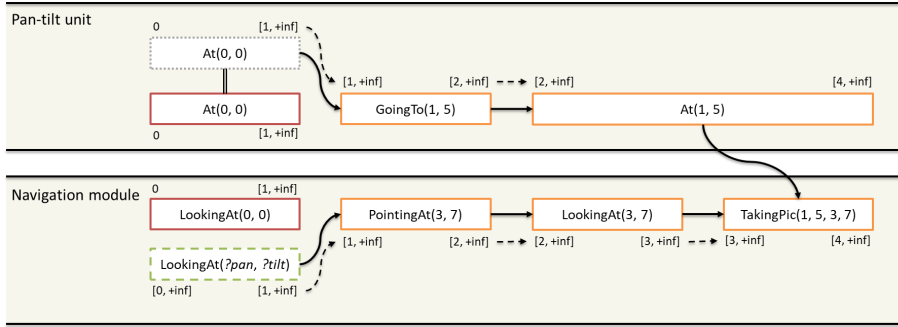 Pan-tilt unit
0 [1, +inf]
At(0, 0)
[1, +inf] [2, +inf] [2, +inf] [4, +inf]
At(0, 0) GoingTo(1, 5) At(1, 5)
0 [1, +inf]
Navigation module
0 [1, +inf]
LookingAt(0, 0) PointingAt(3, 7) LookingAt(3, 7) TakingPic(1, 5, 3, 7)
[1, +inf] [2, +inf] [2, +inf] [3, +inf] [3, +inf] [4, +inf]
LookingAt(?pan, ?tilt)
[0, +inf] [1, +inf]